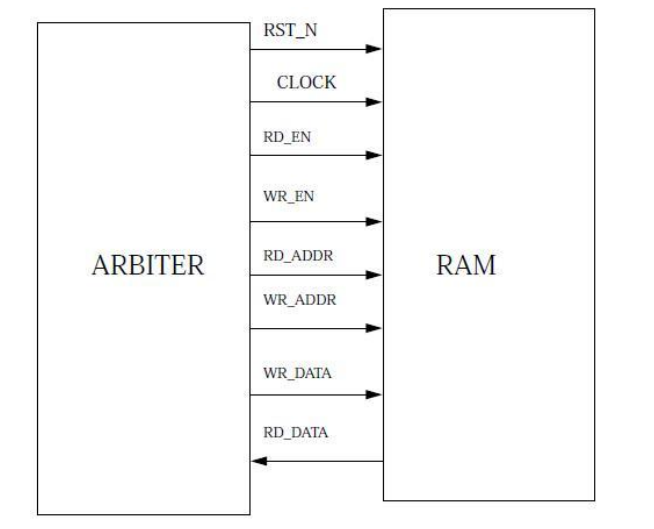 RST_N
CLOCK
RD_EN
WR_EN
RD_ADDR
ARBITER
RAM
WR_ADDR
WR_DATA
RD_DATA